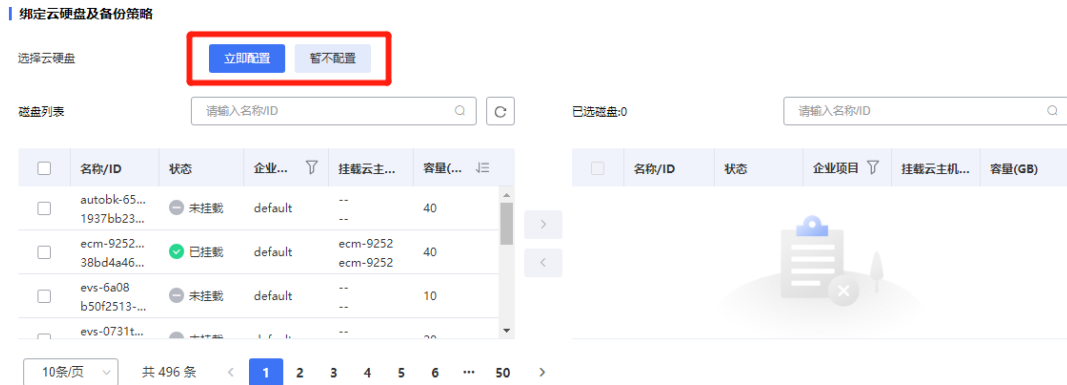 绑定云硬盘及备份策略
选择云硬盘 立即配置 暂不配置
磁盘列表 请输入名称/ID 已选磁盘:0 请输入名称/ID
名称/ID 状态 企业... 挂载云主... 容量(... 名称/ID 状态 企业项目 挂载云主机... 容量(GB)
autobk-65... 未挂载 default -- 40
1937bb23... --
ecm-9252... 已挂载 default ecm-9252 40
38bd4a46... ecm-9252
evs-6a08 未挂载 default -- 10
b50f2513-... --
evs-0731t... --
10条/页 共 496 条 < 1 2 3 4 5 6 ... 50 >